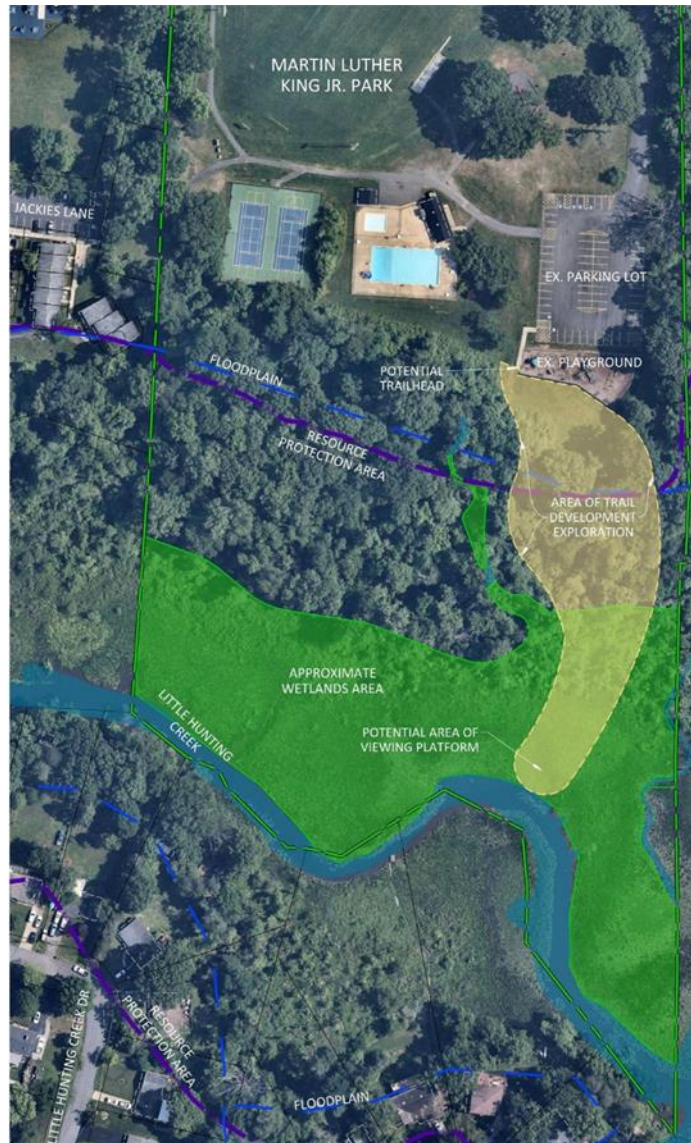 MARTIN LUTHER
KING JR. PARK
JACKIES LANE
EX. PARKING LOT
EX. PLAYGROUND
POTENTIAL
TRAILHEAD
FLOODPLAIN
RESOURCE
PROTECTION AREA
AREA OF TRAIL
DEVELOPMENT
EXPLORATION
APPROXIMATE
WETLANDS AREA
LITTLE HUNTING
CREEK
POTENTIAL AREA OF
VIEWING PLATFORM
RESOURCE
PROTECTION AREA
LITTLE HUNTING CREEK DR
FLOODPLAIN